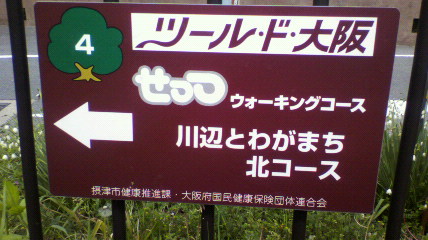 4
ツール・ド・大阪
せっつ ウォーキングコース
川辺とわがまち
北コース
摂津市健康推進課・大阪府国民健康保険団体連合会